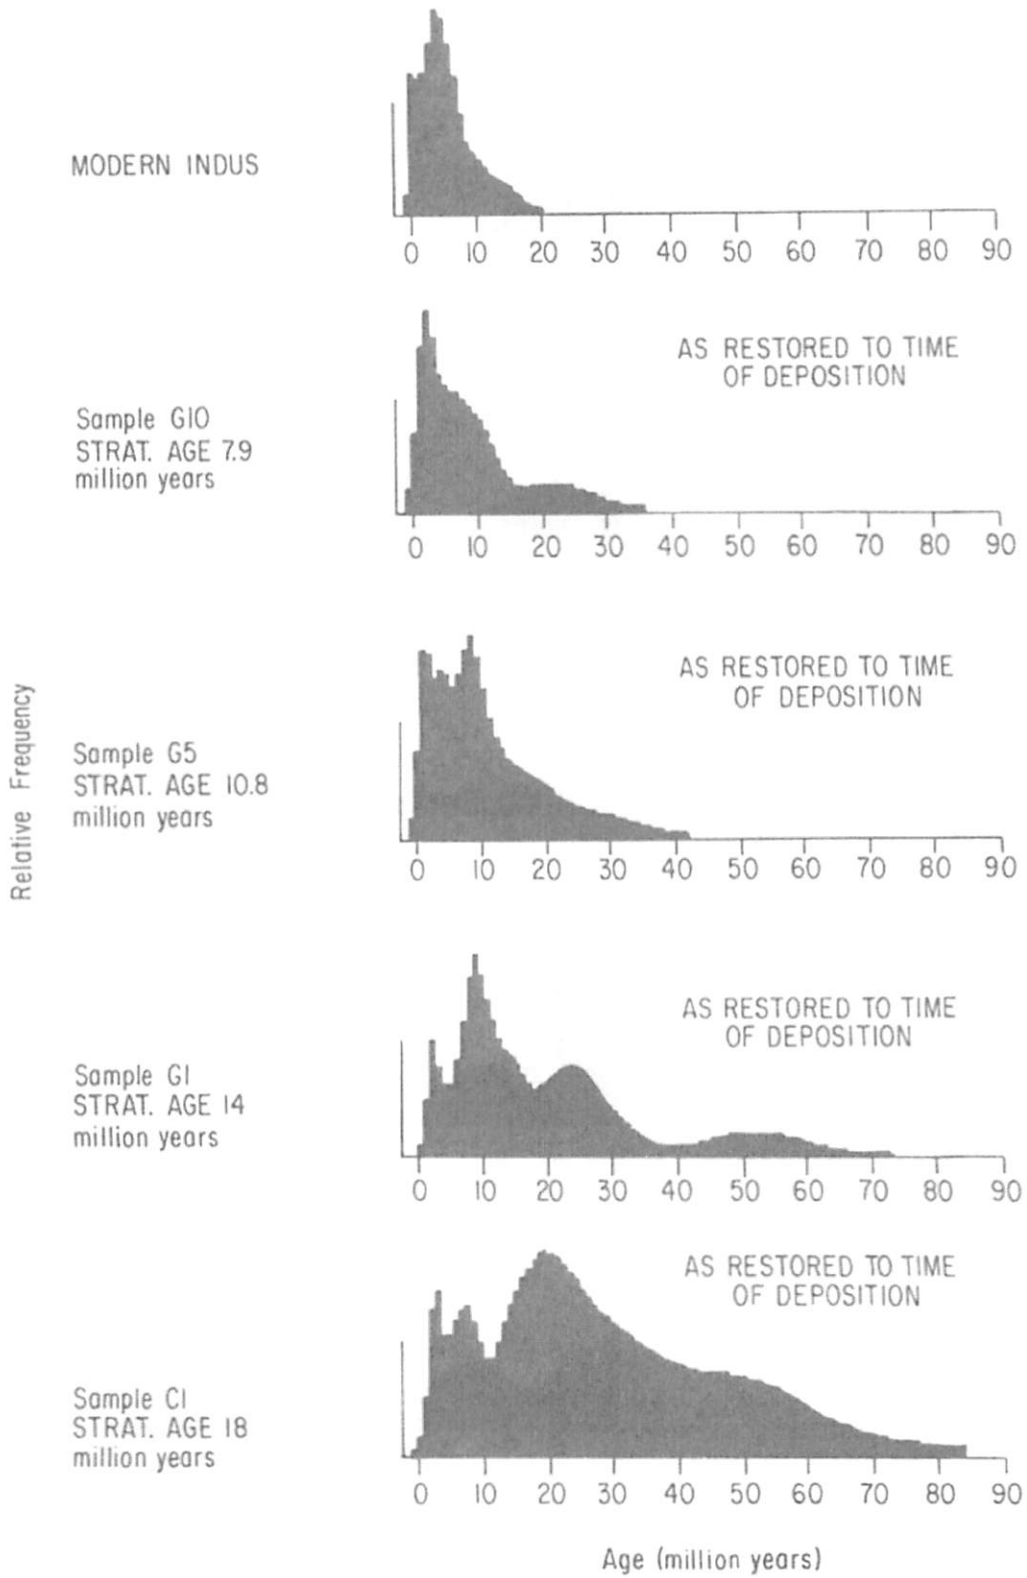 MODERN INDUS
0 10 20 30 40 50 60 70 80 90
AS RESTORED TO TIME
OF DEPOSITION
Sample G10
STRAT. AGE 7.9
million years
0 10 20 30 40 50 60 70 80 90
AS RESTORED TO TIME
OF DEPOSITION
Relative Frequency
Sample G5
STRAT. AGE 10.8
million years
0 10 20 30 40 50 60 70 80 90
AS RESTORED TO TIME
OF DEPOSITION
Sample G1
STRAT. AGE 14
million years
0 10 20 30 40 50 60 70 80 90
AS RESTORED TO TIME
OF DEPOSITION
Sample C1
STRAT. AGE 18
million years
0 10 20 30 40 50 60 70 80 90
Age (million years)